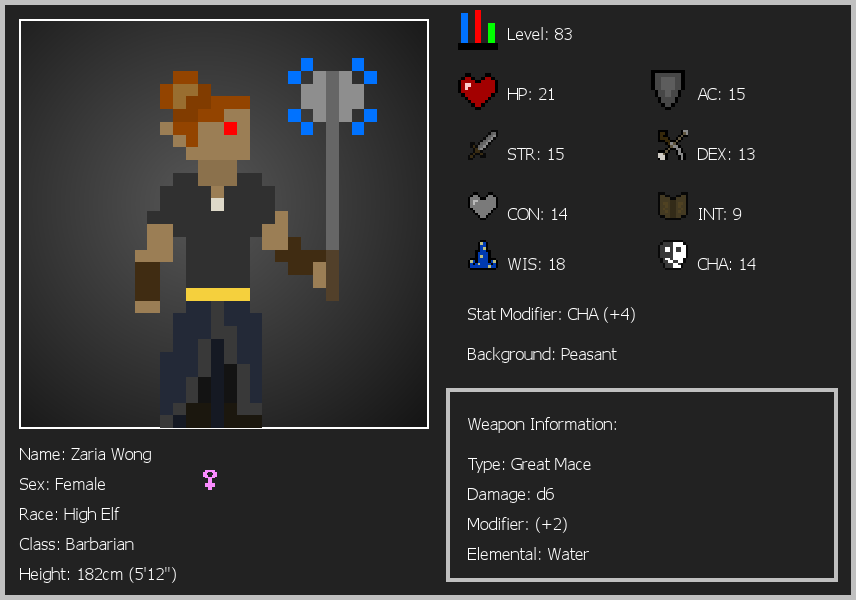 Level: 83
HP: 21
AC: 15
STR: 15
DEX: 13
CON: 14
INT: 9
WIS: 18
CHA: 14
Stat Modifier: CHA (+4)
Background: Peasant
Weapon Information:
Type: Great Mace
Damage: d6
Modifier: (+2)
Elemental: Water
Name: Zaria Wong
Sex: Female
Race: High Elf
Class: Barbarian
Height: 182cm (5'12")